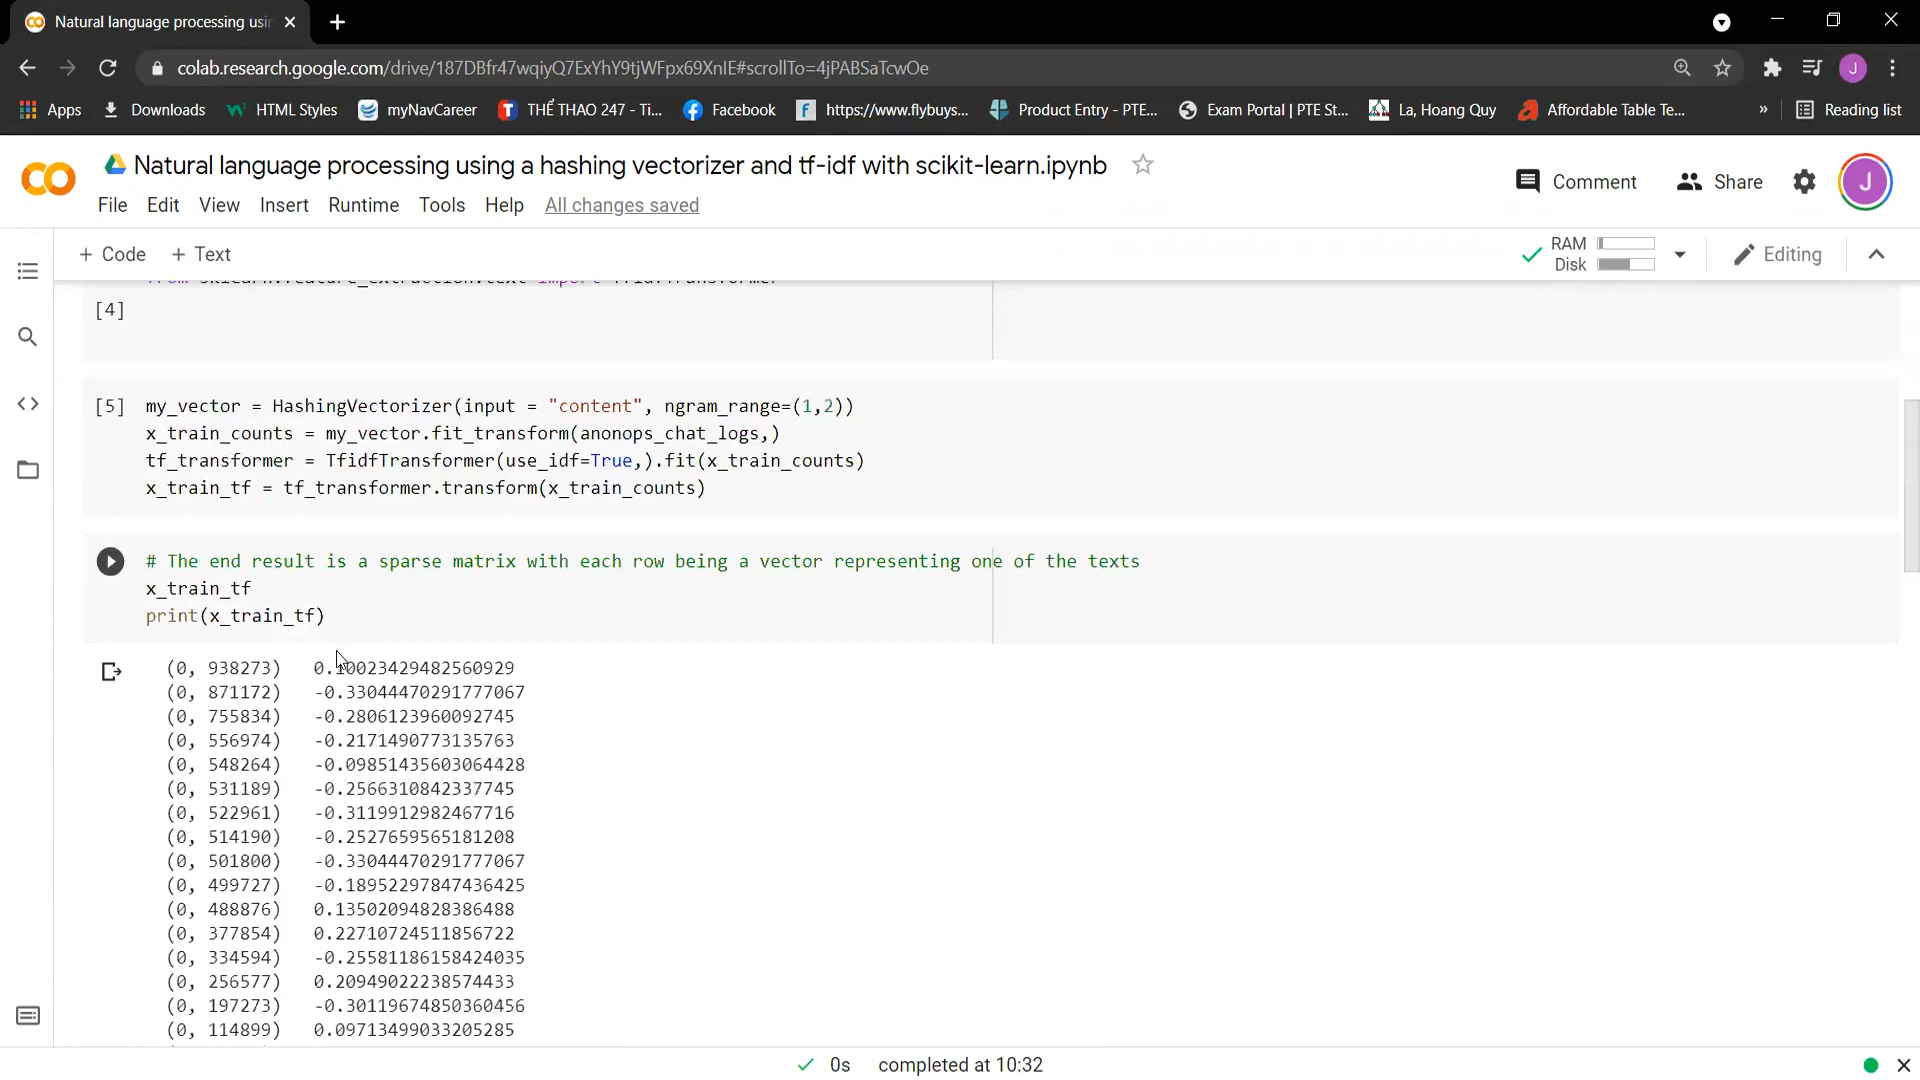 Natural language processing usin
colab.research.google.com/drive/187DBfr47wqiyQ7ExYhY9tjWFpx69XnIE#scrollTo=4jPABSaTcwOe
J
Apps
Downloads
HTML Styles
myNavCareer
THỂ THAO 247 - Ti...
Facebook
https://www.flybuys...
Product Entry - PTE...
Exam Portal | PTE St...
La, Hoang Quy
Affordable Table Te...
»
Reading list
Natural language processing using a hashing vectorizer and tf-idf with scikit-learn.ipynb
Comment
Share
J
File Edit View Insert Runtime Tools Help All changes saved
+ Code + Text
RAM
Disk
Editing
from sklearn.feature_extraction.text import TfidfTransformer
[4]
[5] my_vector = HashingVectorizer(input = "content", ngram_range=(1,2))
x_train_counts = my_vector.fit_transform(anonops_chat_logs,)
tf_transformer = TfidfTransformer(use_idf=True,).fit(x_train_counts)
x_train_tf = tf_transformer.transform(x_train_counts)
# The end result is a sparse matrix with each row being a vector representing one of the texts
x_train_tf
print(x_train_tf)
(0, 938273) 0.10023429482560929
(0, 871172) -0.33044470291777067
(0, 755834) -0.2806123960092745
(0, 556974) -0.2171490773135763
(0, 548264) -0.09851435603064428
(0, 531189) -0.2566310842337745
(0, 522961) -0.3119912982467716
(0, 514190) -0.2527659565181208
(0, 501800) -0.33044470291777067
(0, 499727) -0.18952297847436425
(0, 488876) 0.13502094828386488
(0, 377854) 0.22710724511856722
(0, 334594) -0.25581186158424035
(0, 256577) 0.20949022238574433
(0, 197273) -0.30119674850360456
(0, 114899) 0.09713499033205285
0s completed at 10:32